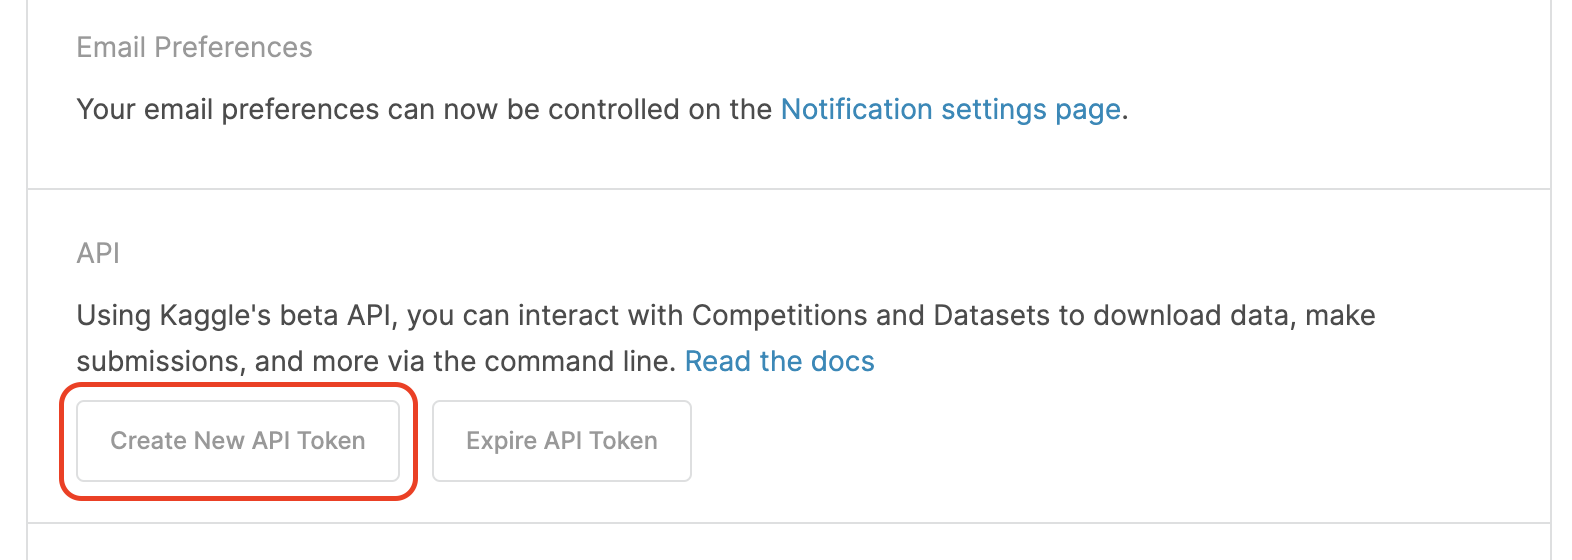 Email Preferences
Your email preferences can now be controlled on the Notification settings page.
API
Using Kaggle's beta API, you can interact with Competitions and Datasets to download data, make
submissions, and more via the command line. Read the docs
Create New API Token
Expire API Token